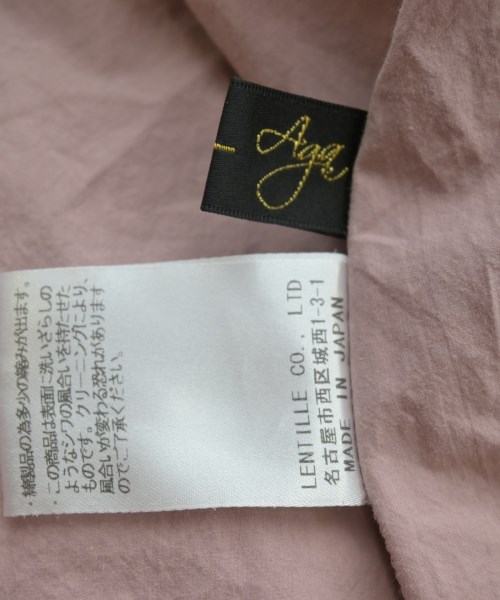 Aga
・綿製品の為多少の縮みが出ます。
・この商品は表面に洗いざらしの
ようなシワの風合いを持たせた
ものです。クリーニングにより、
風合いが変わる恐れがあります
のでご了承ください。
LENTILLE CO., LTD
名古屋市西区城西1-3-1
MADE IN JAPAN